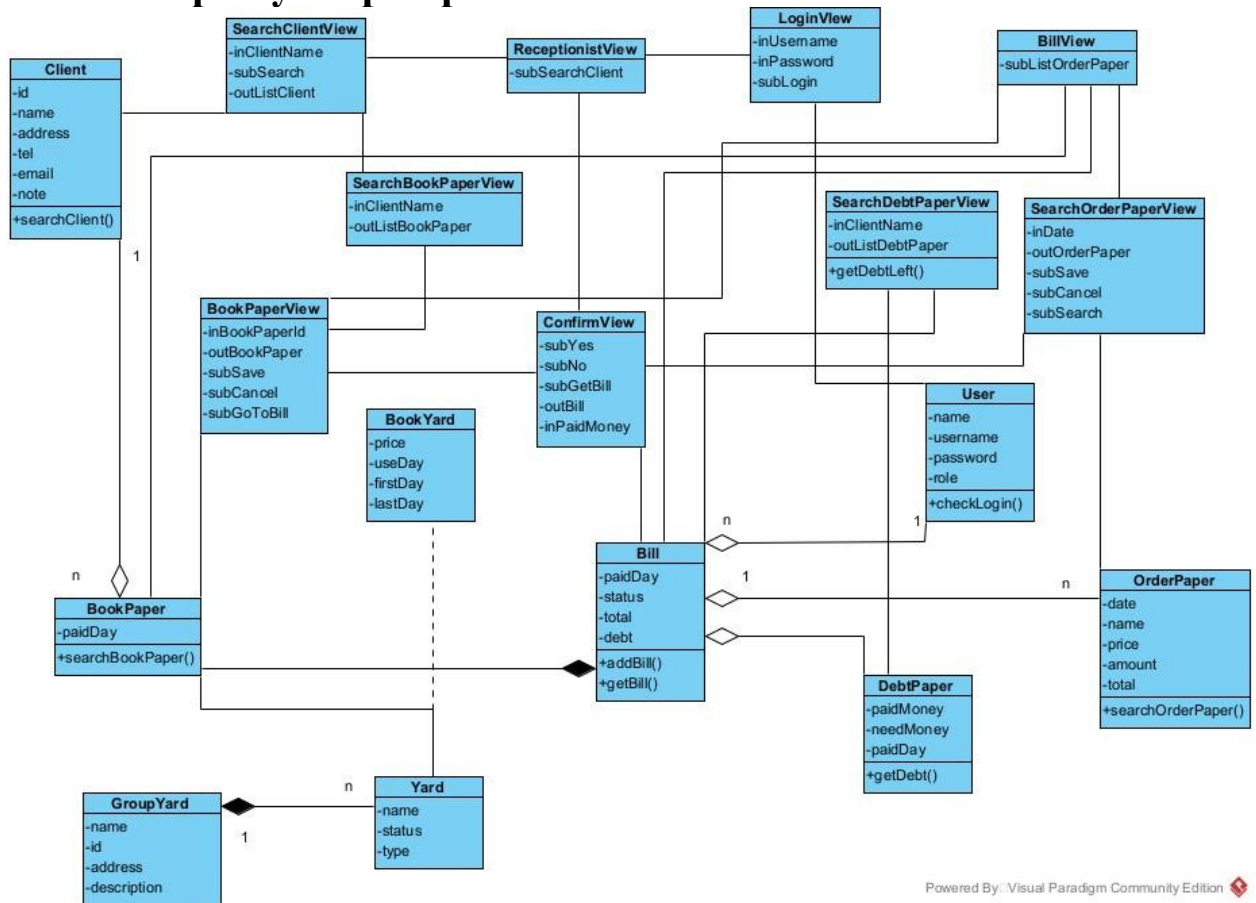 SearchClientView
-inClientName
-subSearch
-outListClient
ReceptionistView
-subSearchClient
LoginVIew
-inUsername
-inPassword
-subLogin
BillView
-subListOrderPaper
Client
-id
-name
-address
-tel
-email
-note
+searchClient()
SearchBookPaperView
-inClientName
-outListBookPaper
SearchDebtPaperView
-inClientName
-outListDebtPaper
+getDebtLeft()
SearchOrderPaperView
-inDate
-outOrderPaper
-subSave
-subCancel
-subSearch
1
BookPaperView
-inBookPaperId
-outBookPaper
-subSave
-subCancel
-subGoToBill
ConfirmView
-subYes
-subNo
-subGetBill
-outBill
-inPaidMoney
BookYard
-price
-useDay
-firstDay
-lastDay
User
-name
-username
-password
-role
+checkLogin()
n
1
n
BookPaper
-paidDay
+searchBookPaper()
Bill
-paidDay
-status
-total
-debt
+addBill()
+getBill()
1
n
OrderPaper
-date
-name
-price
-amount
-total
+searchOrderPaper()
DebtPaper
-paidMoney
-needMoney
-paidDay
+getDebt()
GroupYard
-name
-id
-address
-description
1
n
Yard
-name
-status
-type
Powered By Visual Paradigm Community Edition